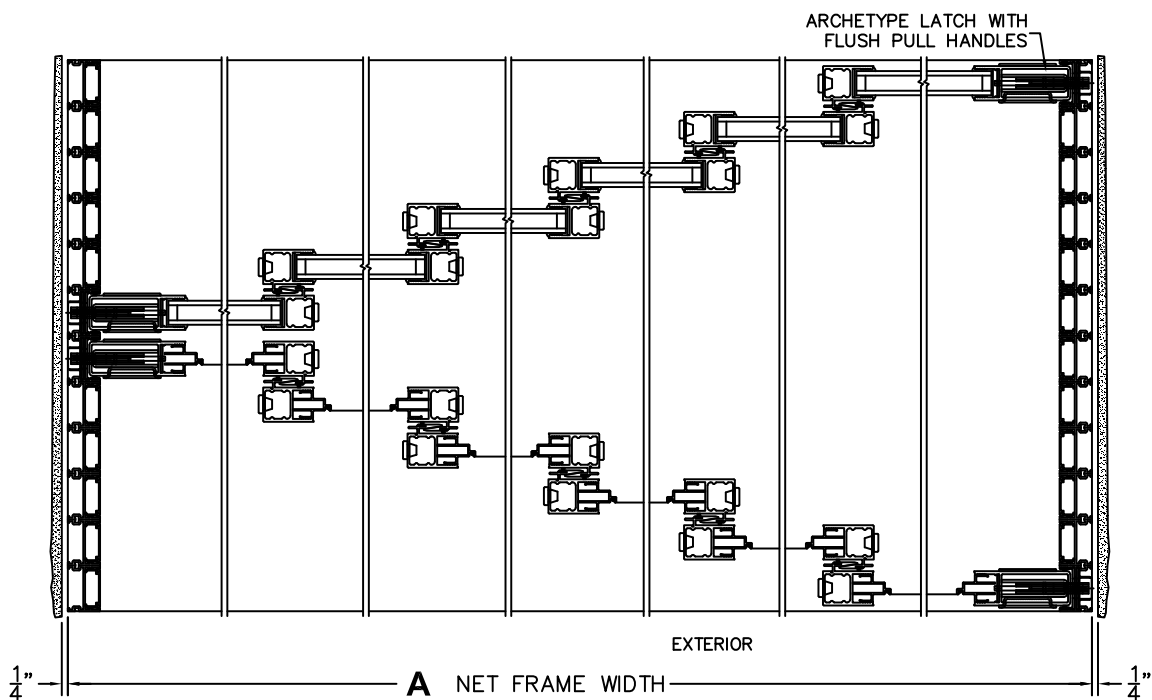 ARCHETYPE LATCH WITH
FLUSH PULL HANDLES
EXTERIOR
1/4" A NET FRAME WIDTH 1/4"